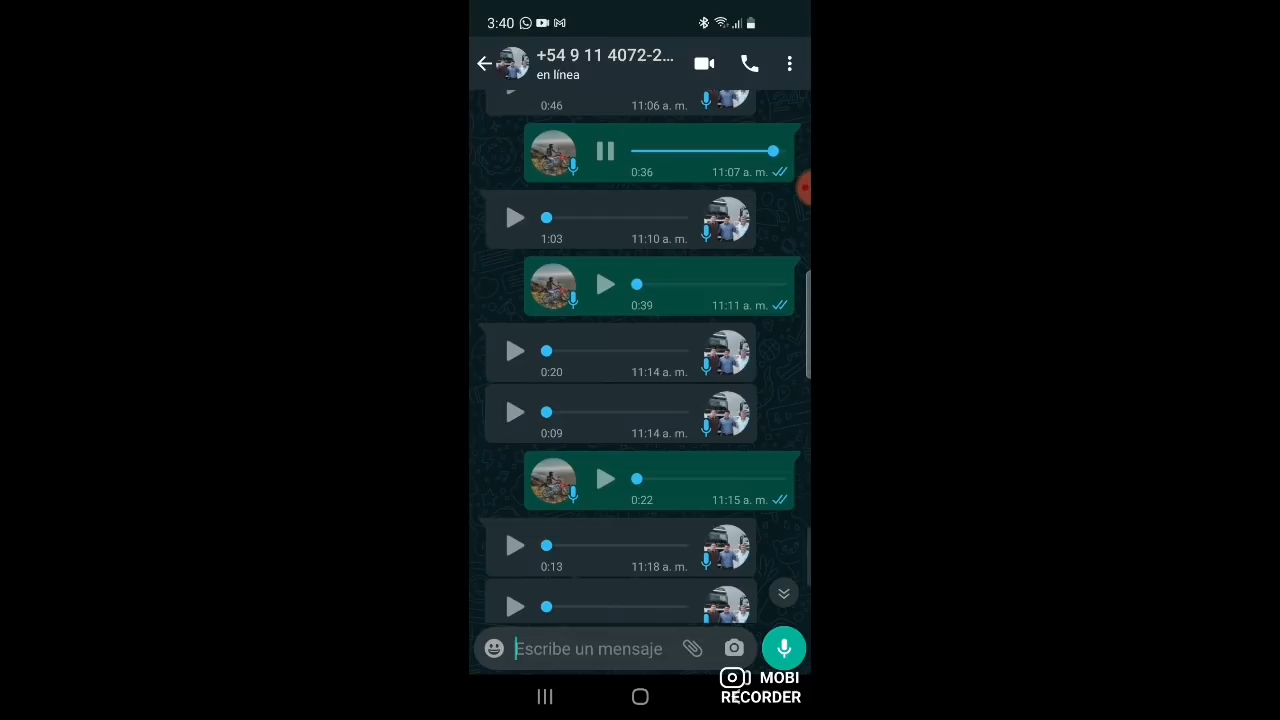 3:40
+54 9 11 4072-2...
en línea
0:46 11:06 a. m.
0:36 11:07 a. m.
1:03 11:10 a. m.
0:39 11:11 a. m.
0:20 11:14 a. m.
0:09 11:14 a. m.
0:22 11:15 a. m.
0:13 11:18 a. m.
Escribe un mensaje
MOBI
RECORDER